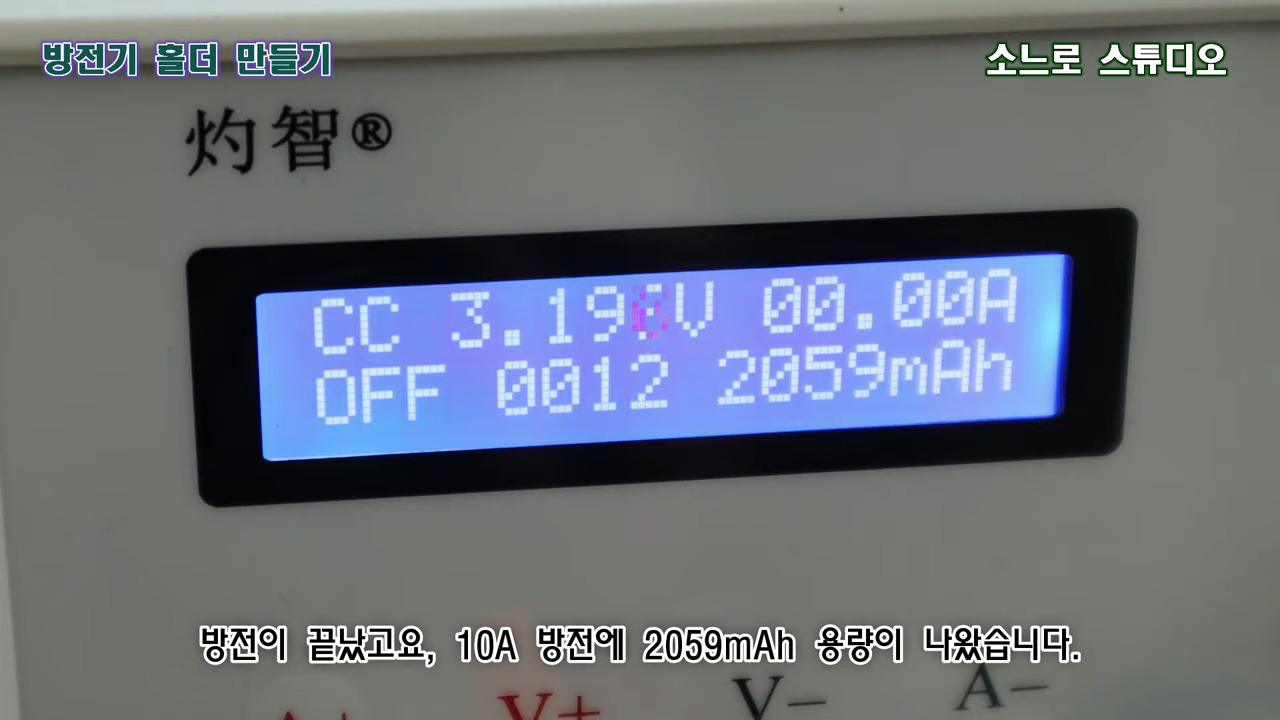 방전기 홀더 만들기
소느로 스튜디오
灼智®
CC 3.196V 00.00A
OFF 0012 2059mAh
방전이 끝났고요, 10A 방전에 2059mAh 용량이 나왔습니다.
A+ V+ V− A−